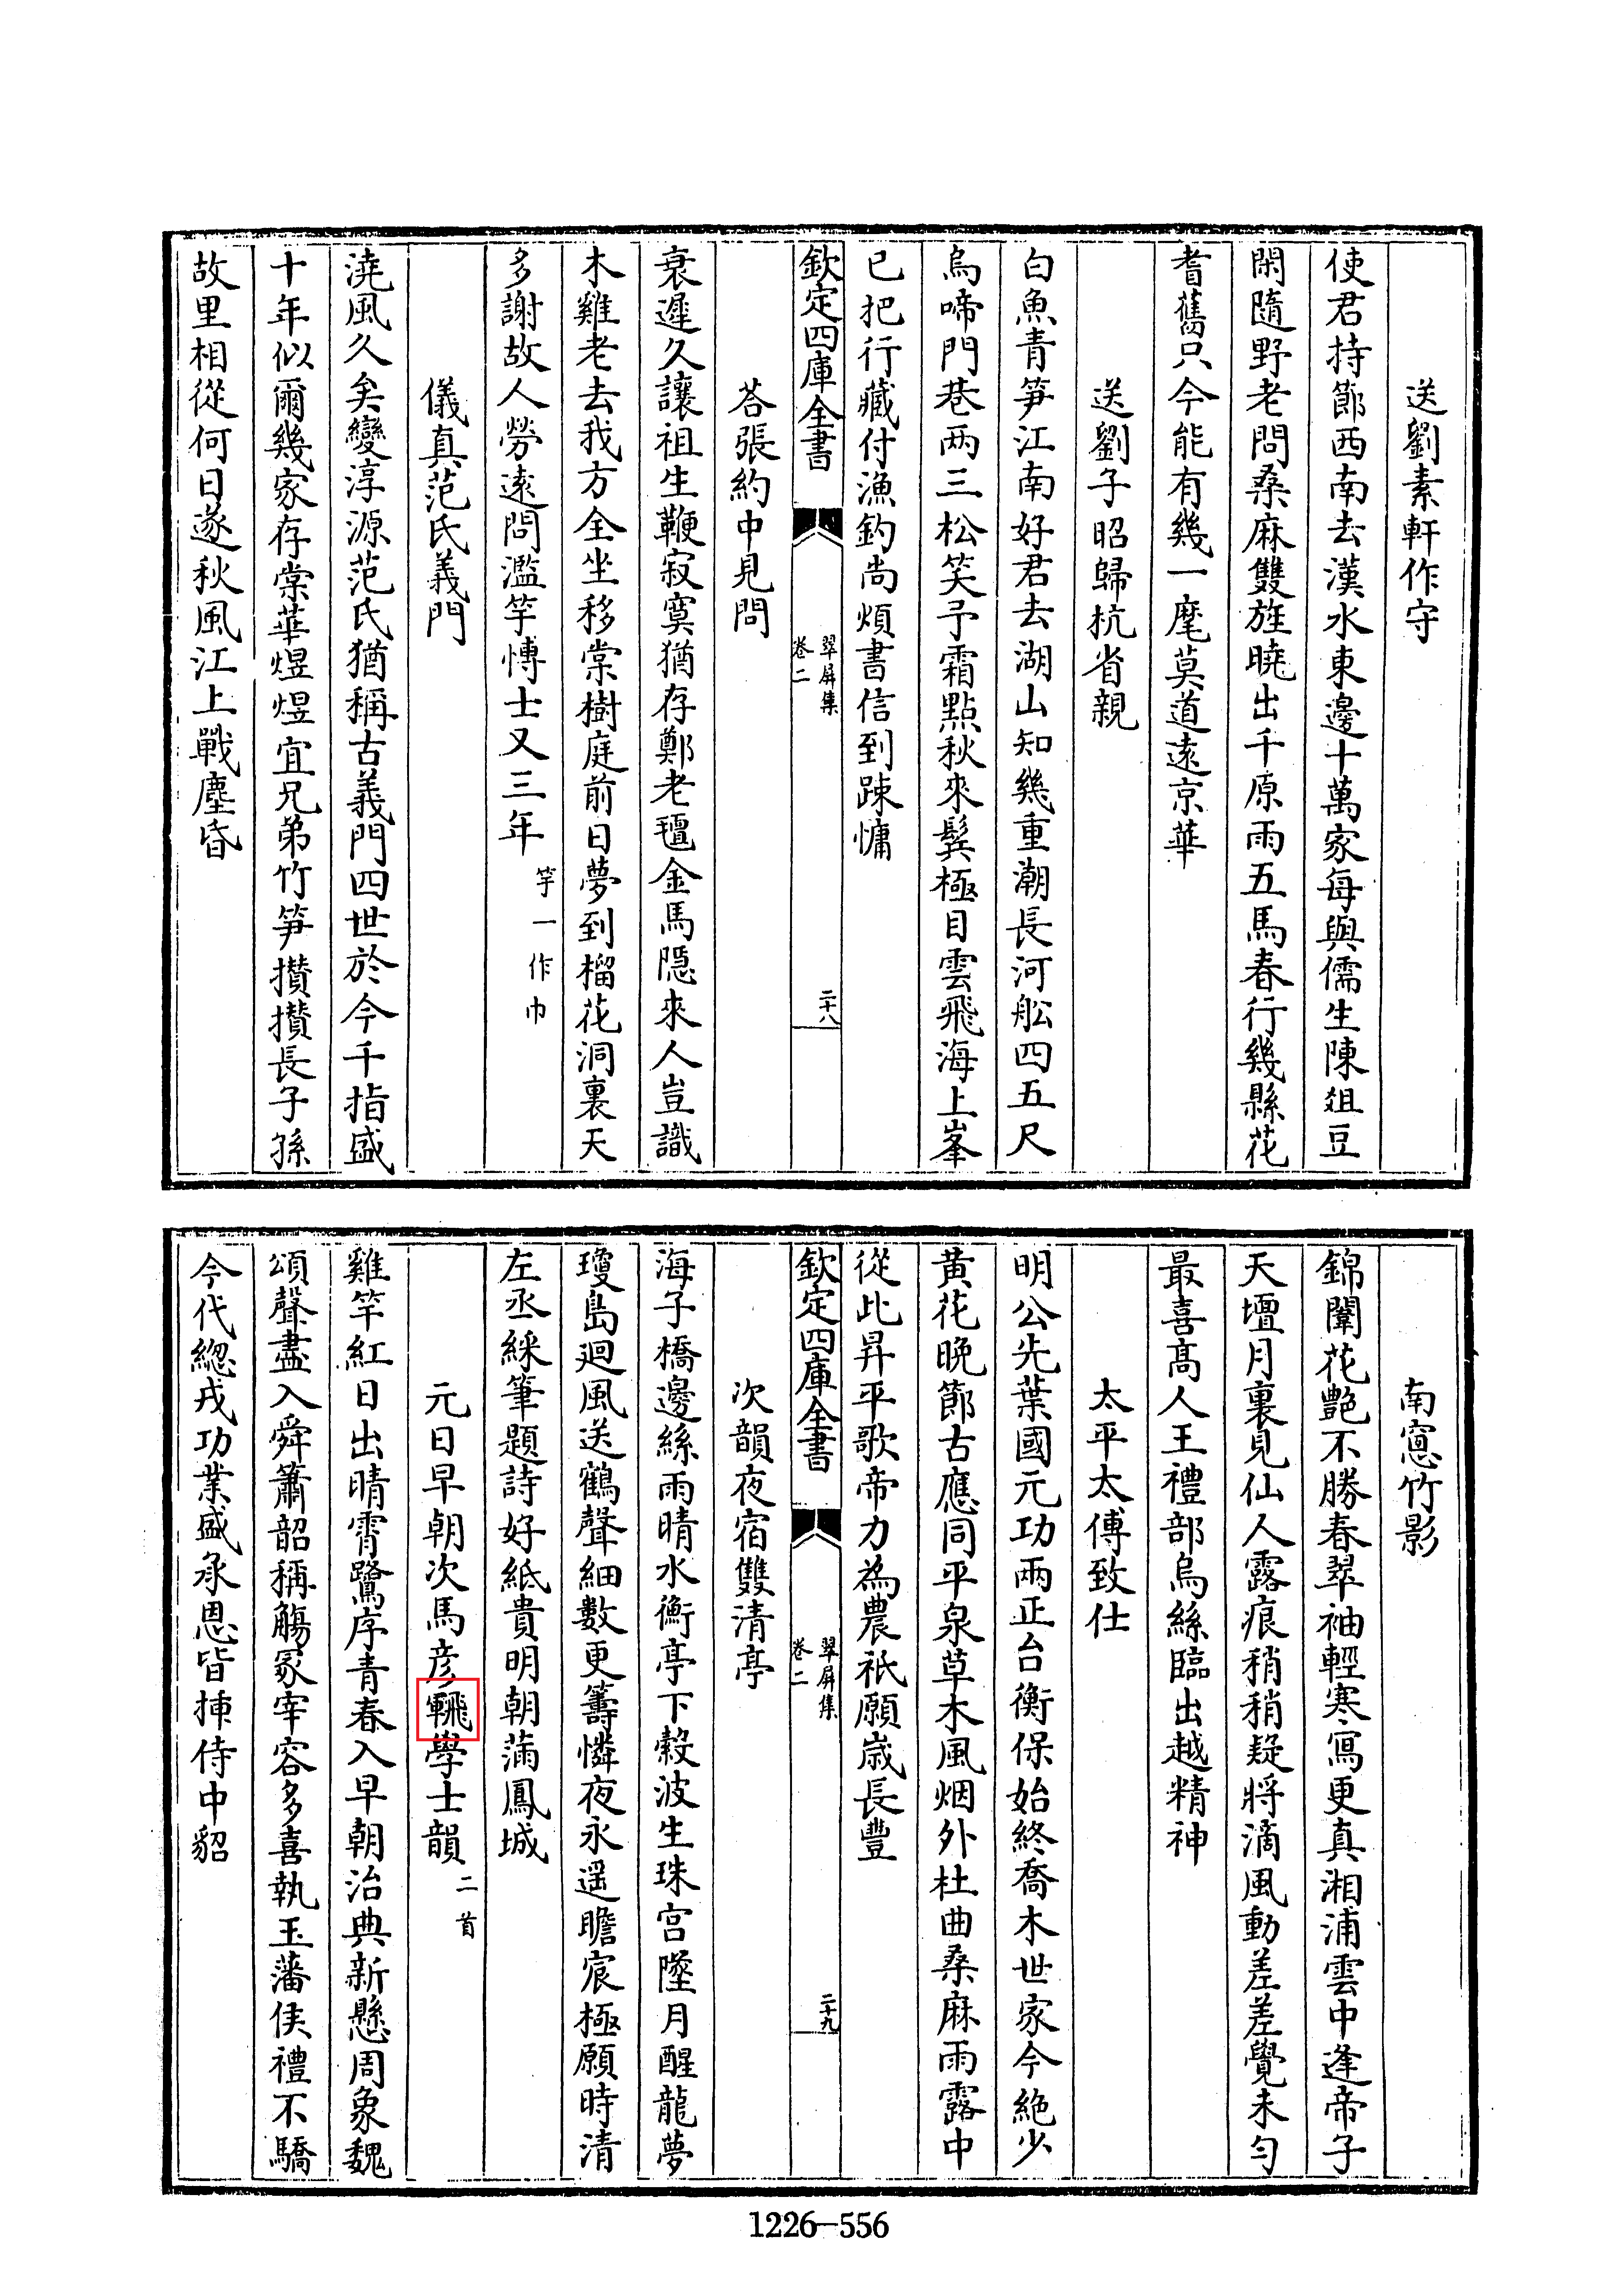 送劉素軒作守
使君持節西南去漢水東邊十萬家每與儒生陳俎豆
閑隨野老問桑麻雙旌曉出千原雨五馬春行幾縣花
耆舊只今能有幾一麾莫道遠京華
送劉子昭歸杭省親
白魚青笋江南好君去湖山知幾重潮長河舩四五尺
烏啼門巷兩三松笑予霜點秋來鬂極目雲飛海上峯
已把行藏付漁釣尚煩書信到踈慵
欽定四庫全書
翠屏集
卷二
二十八
荅張約中見問
衰遲久讓祖生鞭寂寞猶存鄭老氊金馬隱來人豈識
木雞老去我方全坐移棠樹庭前日夢到榴花洞裏天
多謝故人勞遠問濫竽愽士又三年竽一作巾
儀真范氏義門
澆風久矣變淳源范氏猶稱古義門四世於今千指盛
十年似爾幾家存棠華煜煜宜兄弟竹笋攢攢長子孫
故里相從何日遂秋風江上戰塵昏
南窻竹影
錦闈花艷不勝春翠袖輕寒寫更真湘浦雲中逢帝子
天壇月裏見仙人露痕稍稍疑將滴風動差差覺未勻
最喜高人王禮部烏絲臨出越精神
太平太傅致仕
明公先葉國元功兩正台衡保始終喬木世家今絶少
黄花晩節古應同平泉草木風烟外杜曲桑麻雨露中
從此昇平歌帝力為農祇願歳長豐
欽定四庫全書
翠屏集
卷二
二十九
次韻夜宿雙清亭
海子橋邊絲雨晴水衡亭下縠波生珠宫墜月醒龍夢
瓊島廻風送鶴聲細數更籌憐夜永遥瞻宸極願時清
左丞綵筆題詩好紙貴明朝滿鳳城
元日早朝次馬彦翬學士韻二首
雞竿紅日出晴霄鷺序青春入早朝治典新懸周象魏
頌聲盡入舜簫韶稱觴冢宰容多喜執玉藩侯禮不驕
今代緫戎功業盛承恩皆揷侍中貂
1226—556